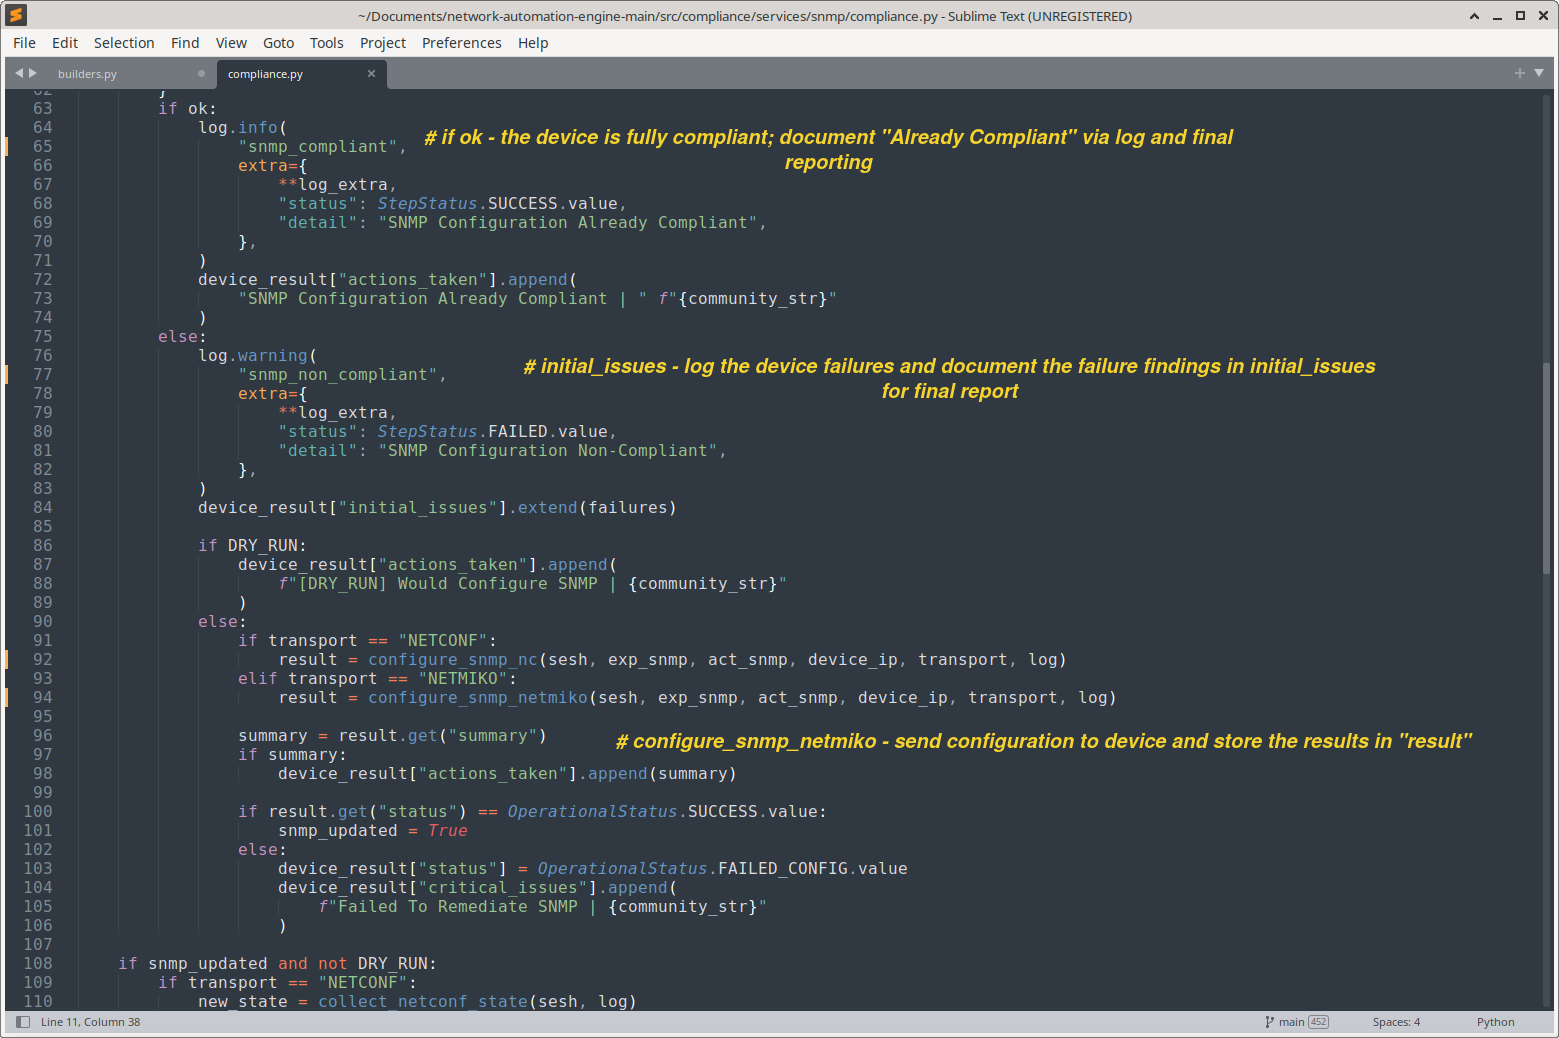 ~/Documents/network-automation-engine-main/src/compliance/services/snmp/compliance.py - Sublime Text (UNREGISTERED)
File Edit Selection Find View Goto Tools Project Preferences Help
builders.py compliance.py
62 }
63 if ok:
64 log.info(
65 "snmp_compliant",
66 extra={
67 **log_extra,
68 "status": StepStatus.SUCCESS.value,
69 "detail": "SNMP Configuration Already Compliant",
70 },
71 )
72 device_result["actions_taken"].append(
73 "SNMP Configuration Already Compliant | " f"{community_str}"
74 )
75 else:
76 log.warning(
77 "snmp_non_compliant",
78 extra={
79 **log_extra,
80 "status": StepStatus.FAILED.value,
81 "detail": "SNMP Configuration Non-Compliant",
82 },
83 )
84 device_result["initial_issues"].extend(failures)
85
86 if DRY_RUN:
87 device_result["actions_taken"].append(
88 f"[DRY_RUN] Would Configure SNMP | {community_str}"
89 )
90 else:
91 if transport == "NETCONF":
92 result = configure_snmp_nc(sesh, exp_snmp, act_snmp, device_ip, transport, log)
93 elif transport == "NETMIKO":
94 result = configure_snmp_netmiko(sesh, exp_snmp, act_snmp, device_ip, transport, log)
95
96 summary = result.get("summary")
97 if summary:
98 device_result["actions_taken"].append(summary)
99
100 if result.get("status") == OperationalStatus.SUCCESS.value:
101 snmp_updated = True
102 else:
103 device_result["status"] = OperationalStatus.FAILED_CONFIG.value
104 device_result["critical_issues"].append(
105 f"Failed To Remediate SNMP | {community_str}"
106 )
107
108 if snmp_updated and not DRY_RUN:
109 if transport == "NETCONF":
110 new_state = collect_netconf_state(sesh, log)
# if ok - the device is fully compliant; document "Already Compliant" via log and final
reporting
# initial_issues - log the device failures and document the failure findings in initial_issues
for final report
# configure_snmp_netmiko - send configuration to device and store the results in "result"
Line 11, Column 38 main 452 Spaces: 4 Python